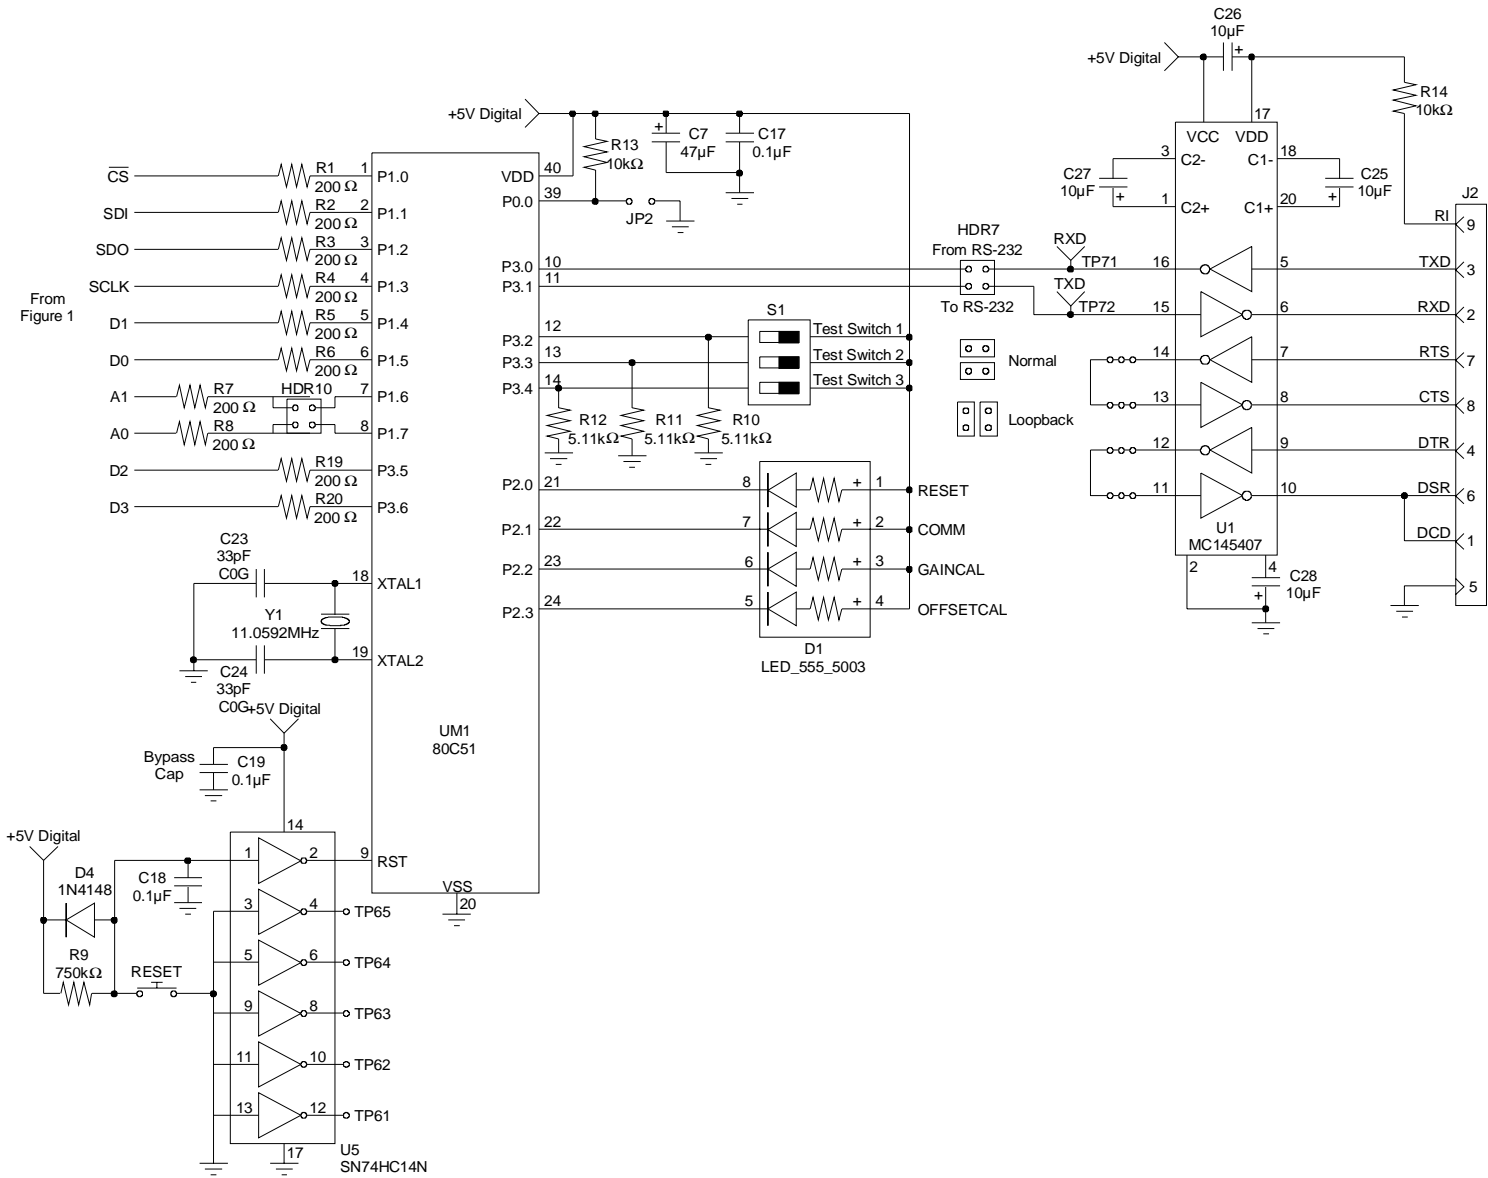 C26
10µF
+5V Digital
R14
10kΩ
17
VCC VDD
+5V Digital
R13
10kΩ
C7
47µF
C17
0.1µF
3 C2- C1- 18
C27
10µF
C25
10µF
1 C2+ C1+ 20
J2
CS
R1
200 Ω
1 P1.0
VDD 40
SDI
R2
200 Ω
2 P1.1
P0.0 39
JP2
SDO
R3
200 Ω
3 P1.2
SCLK
R4
200 Ω
4 P1.3
From
Figure 1
D1
R5
200 Ω
5 P1.4
D0
R6
200 Ω
6 P1.5
A1
R7
200 Ω
HDR10
7 P1.6
A0
R8
200 Ω
8 P1.7
D2
R19
200 Ω
P3.5
D3
R20
200 Ω
P3.6
P3.0 10
P3.1 11
HDR7
From RS-232
To RS-232
RXD
TP71
TXD
TP72
Normal
Loopback
P3.2 12
P3.3 13
P3.4 14
S1
Test Switch 1
Test Switch 2
Test Switch 3
R12
5.11kΩ
R11
5.11kΩ
R10
5.11kΩ
P2.0 21
8 + 1 RESET
P2.1 22
7 + 2 COMM
P2.2 23
6 + 3 GAINCAL
P2.3 24
5 + 4 OFFSETCAL
D1
LED_555_5003
RI 9
16 5 TXD 3
15 6 RXD 2
14 7 RTS 7
13 8 CTS 8
12 9 DTR 4
11 10 DSR 6
DCD 1
5
U1
MC145407
2 4
C28
10µF
C23
33pF
C0G
18 XTAL1
Y1
11.0592MHz
19 XTAL2
C24
33pF
C0G
+5V Digital
UM1
80C51
Bypass
Cap
C19
0.1µF
14
+5V Digital
D4
1N4148
C18
0.1µF
1 2
9 RST
VSS
20
R9
750kΩ
RESET
3 4 TP65
5 6 TP64
9 8 TP63
11 10 TP62
13 12 TP61
17
U5
SN74HC14N